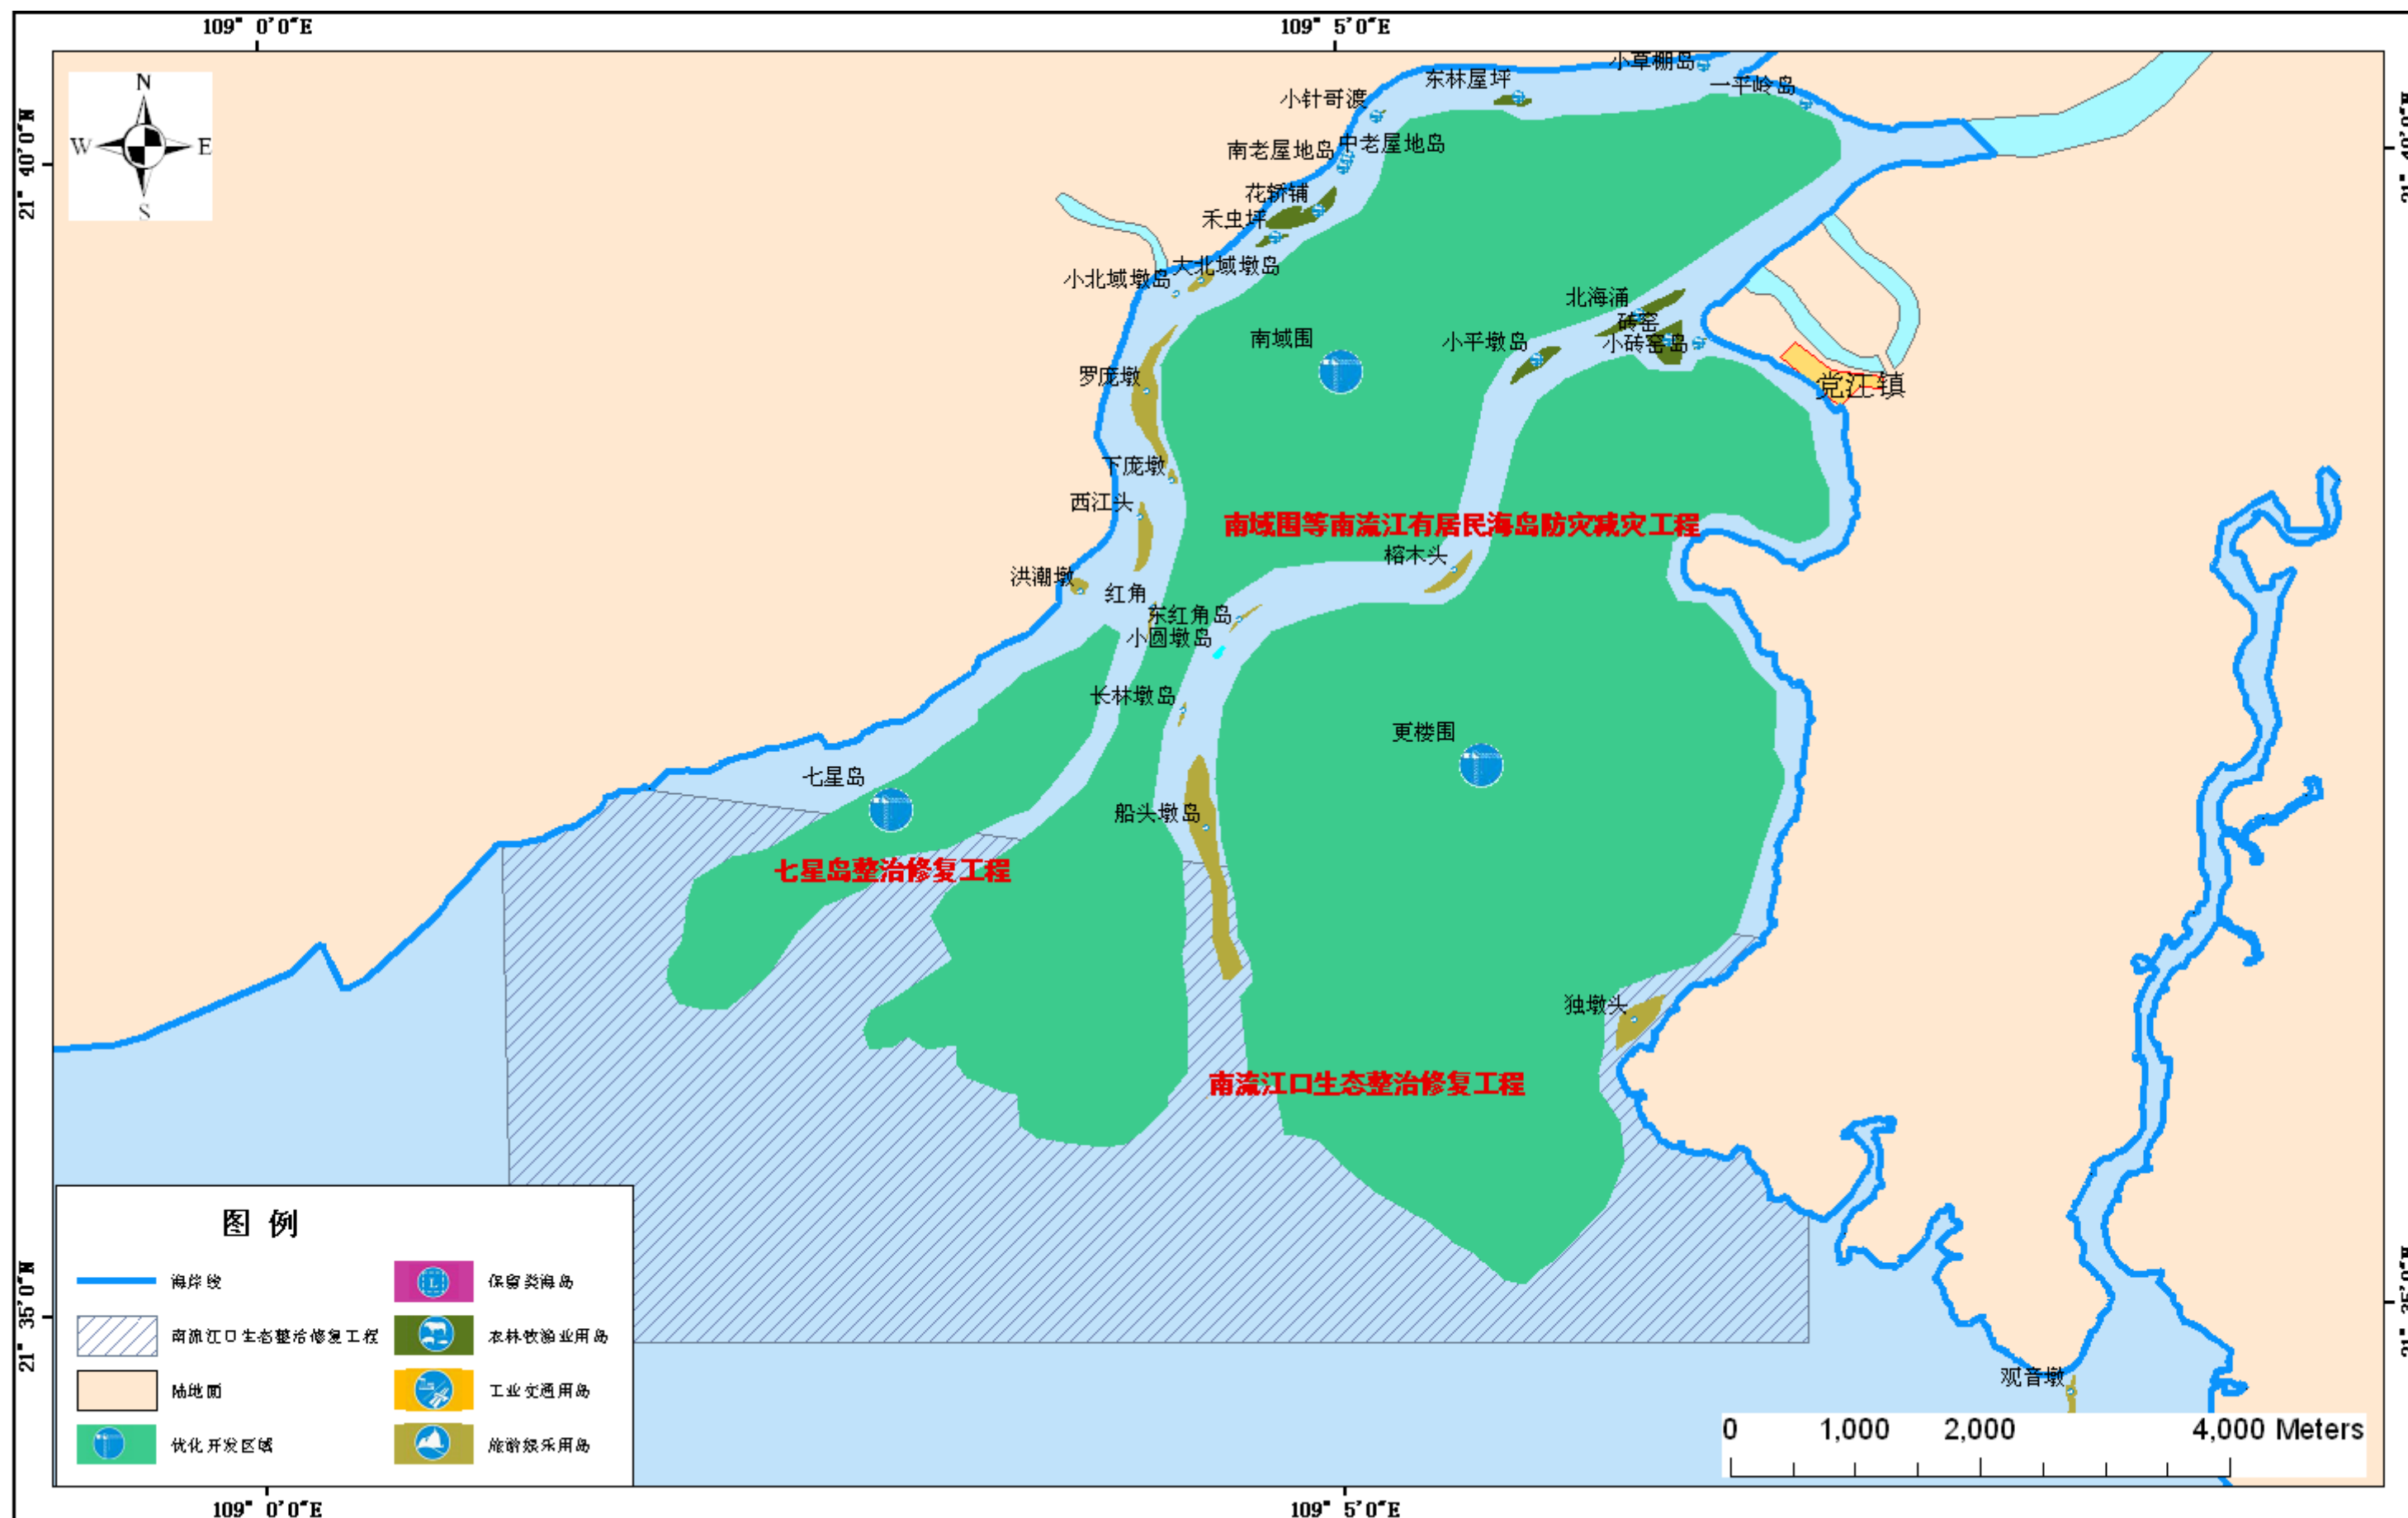 109° 0'0"E
109° 5'0"E
21° 40'0"N
N
W
E
S
小草棚岛
东林屋坪
一平岭岛
小针哥渡
中老屋地岛
南老屋地岛
花轿铺
禾虫坪
大北域墩岛
小北域墩岛
北海涌
砖窑
小砖窑岛
南域围
小平墩岛
罗庞墩
党江镇
下庞墩
西江头
南域围等南流江有居民海岛防灾减灾工程
榕木头
洪潮墩
红角
东红角岛
小圆墩岛
长林墩岛
更楼围
七星岛
船头墩岛
七星岛整治修复工程
独墩头
南流江口生态整治修复工程
21° 35'0"N
图 例
海岸线
保留类海岛
南流江口生态整治修复工程
农林牧渔业用岛
陆地面
工业交通用岛
优化开发区域
旅游娱乐用岛
观音墩
0 1,000 2,000 4,000 Meters
109° 0'0"E
109° 5'0"E